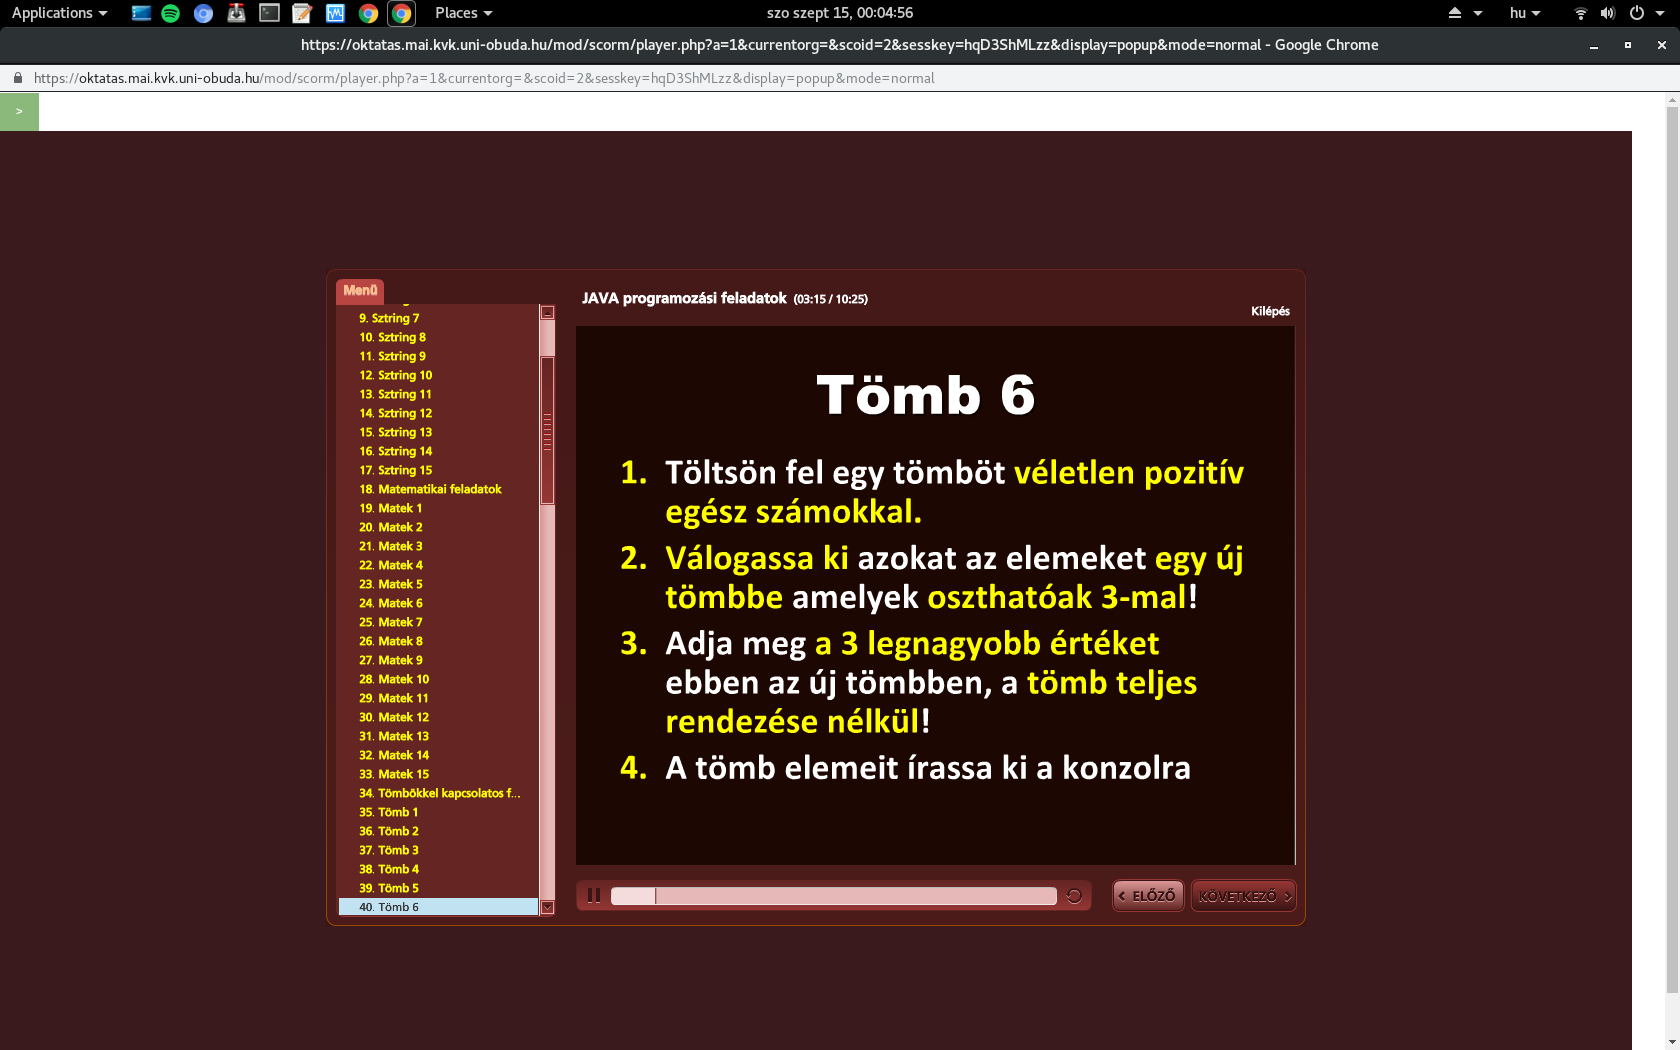 Applications
Places
szo szept 15, 00:04:56
hu
https://oktatas.mai.kvk.uni-obuda.hu/mod/scorm/player.php?a=1&currentorg=&scoid=2&sesskey=hqD3ShMLzz&display=popup&mode=normal - Google Chrome
https://oktatas.mai.kvk.uni-obuda.hu/mod/scorm/player.php?a=1&currentorg=&scoid=2&sesskey=hqD3ShMLzz&display=popup&mode=normal
>
Menü
9. Sztring 7
10. Sztring 8
11. Sztring 9
12. Sztring 10
13. Sztring 11
14. Sztring 12
15. Sztring 13
16. Sztring 14
17. Sztring 15
18. Matematikai feladatok
19. Matek 1
20. Matek 2
21. Matek 3
22. Matek 4
23. Matek 5
24. Matek 6
25. Matek 7
26. Matek 8
27. Matek 9
28. Matek 10
29. Matek 11
30. Matek 12
31. Matek 13
32. Matek 14
33. Matek 15
34. Tömbökkel kapcsolatos f...
35. Tömb 1
36. Tömb 2
37. Tömb 3
38. Tömb 4
39. Tömb 5
40. Tömb 6
JAVA programozási feladatok (03:15 / 10:25)
Kilépés
Tömb 6
1. Töltsön fel egy tömböt véletlen pozitív
egész számokkal.
2. Válogassa ki azokat az elemeket egy új
tömbbe amelyek oszthatóak 3-mal!
3. Adja meg a 3 legnagyobb értéket
ebben az új tömbben, a tömb teljes
rendezése nélkül!
4. A tömb elemeit írassa ki a konzolra
< ELŐZŐ
KÖVETKEZŐ >